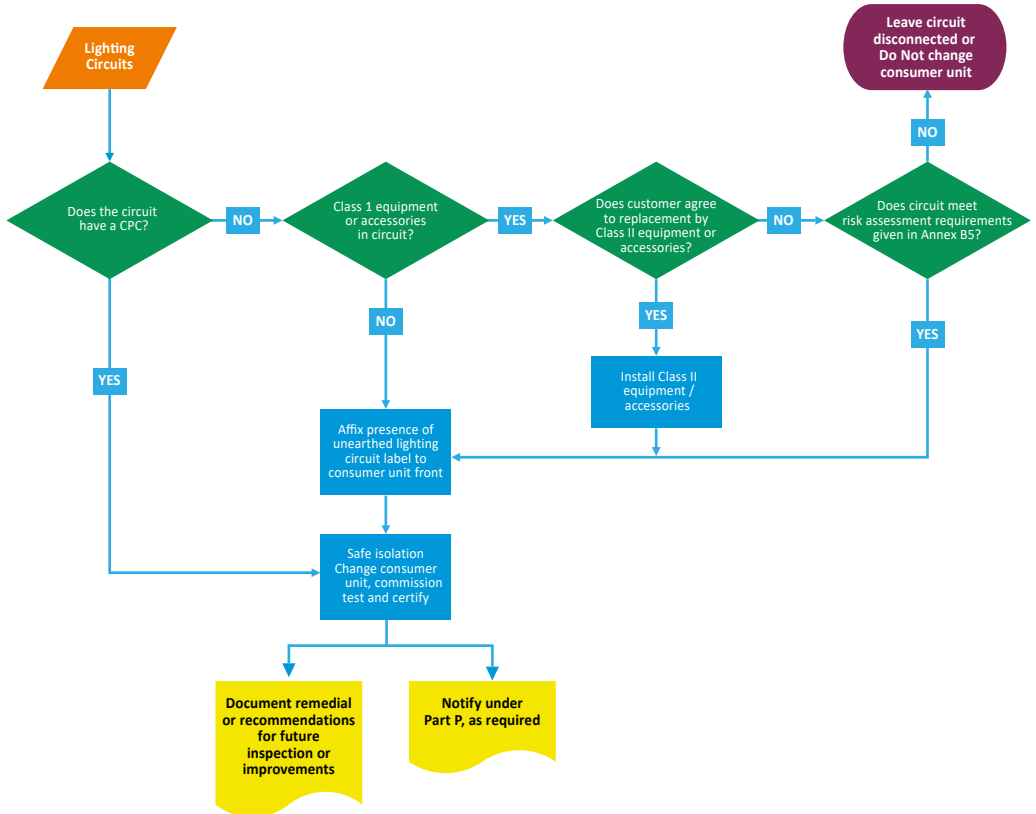 Lighting
Circuits
Leave circuit
disconnected or
Do Not change
consumer unit
NO
Does the circuit
have a CPC?
NO
Class 1 equipment
or accessories
in circuit?
YES
Does customer agree
to replacement by
Class II equipment or
accessories?
NO
Does circuit meet
risk assessment requirements
given in Annex B5?
YES
NO
YES
YES
Install Class II
equipment /
accessories
Affix presence of
unearthed lighting
circuit label to
consumer unit front
Safe isolation
Change consumer
unit, commission
test and certify
Document remedial
or recommendations
for future
inspection or
improvements
Notify under
Part P, as required